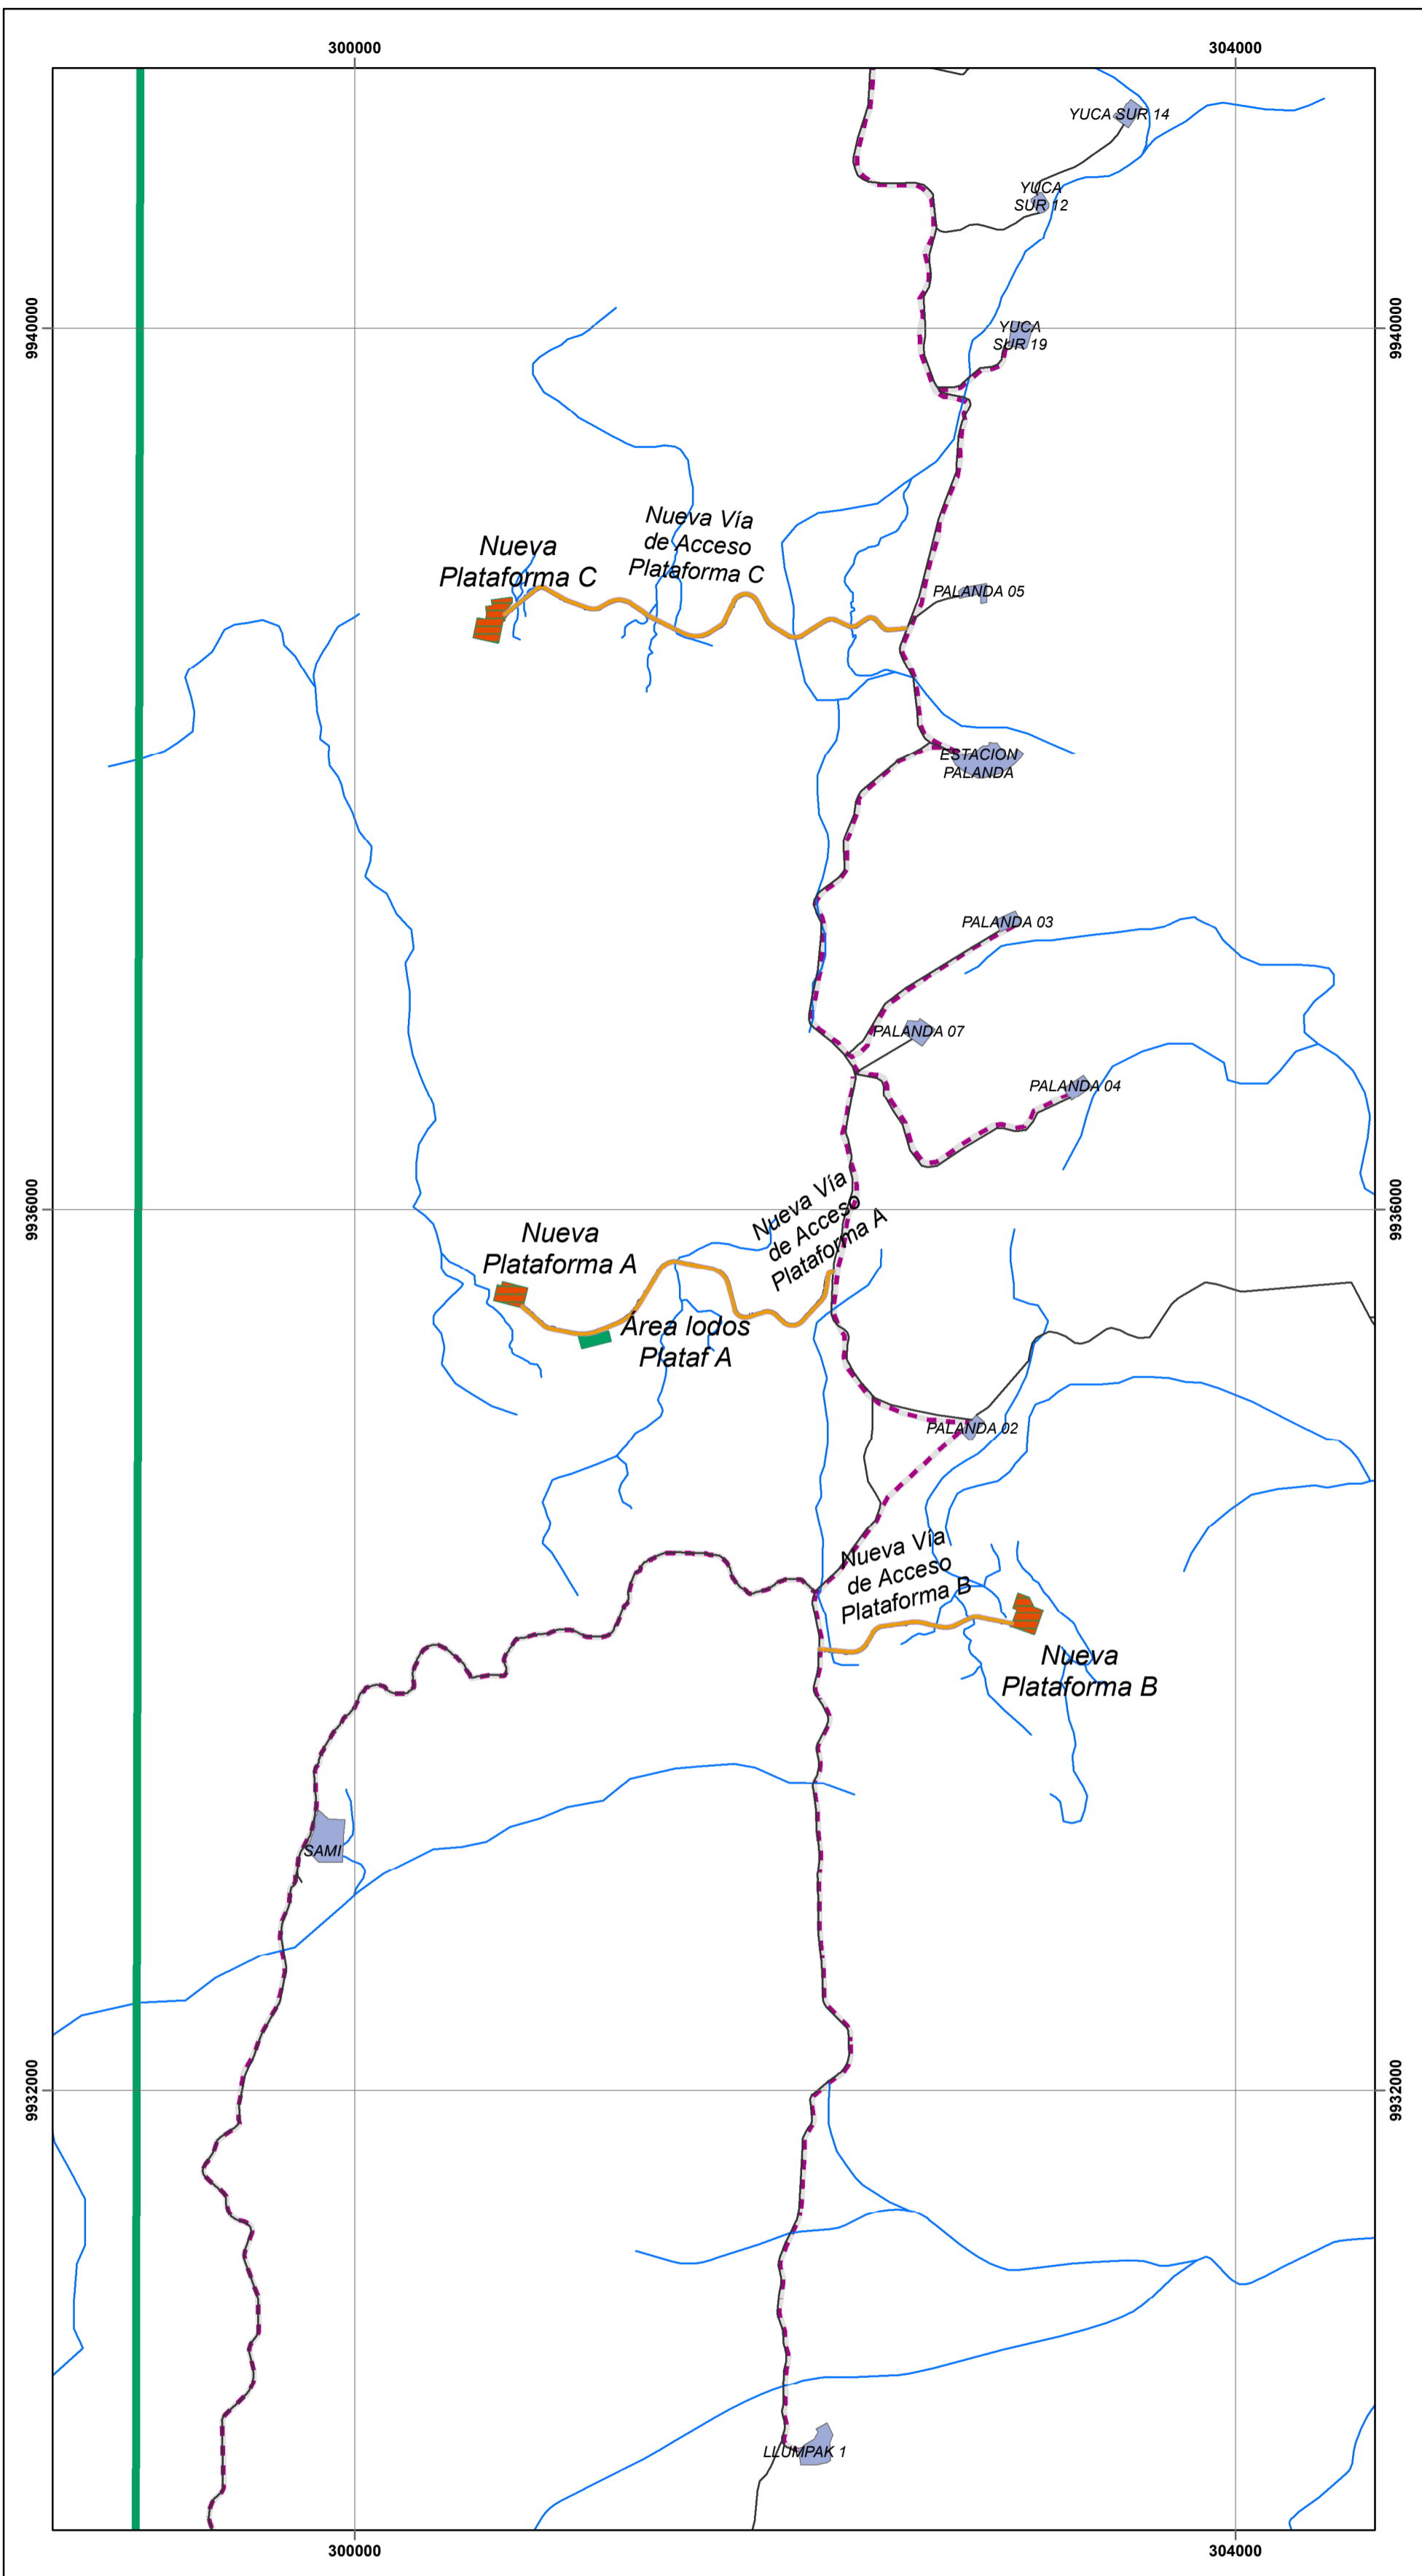 300000
304000
YUCA SUR 14
YUCA
SUR 12
9940000
9940000
YUCA
SUR 19
Nueva Vía
de Acceso
Plataforma C
Nueva
Plataforma C
PALANDA 05
ESTACION
PALANDA
PALANDA 03
PALANDA 07
PALANDA 04
9936000
9936000
Nueva Vía
de Acceso
Plataforma A
Nueva
Plataforma A
Área lodos
Plataf A
PALANDA 02
Nueva Vía
de Acceso
Plataforma B
Nueva
Plataforma B
SAMI
9932000
9932000
LLUMPAK 1
300000
304000